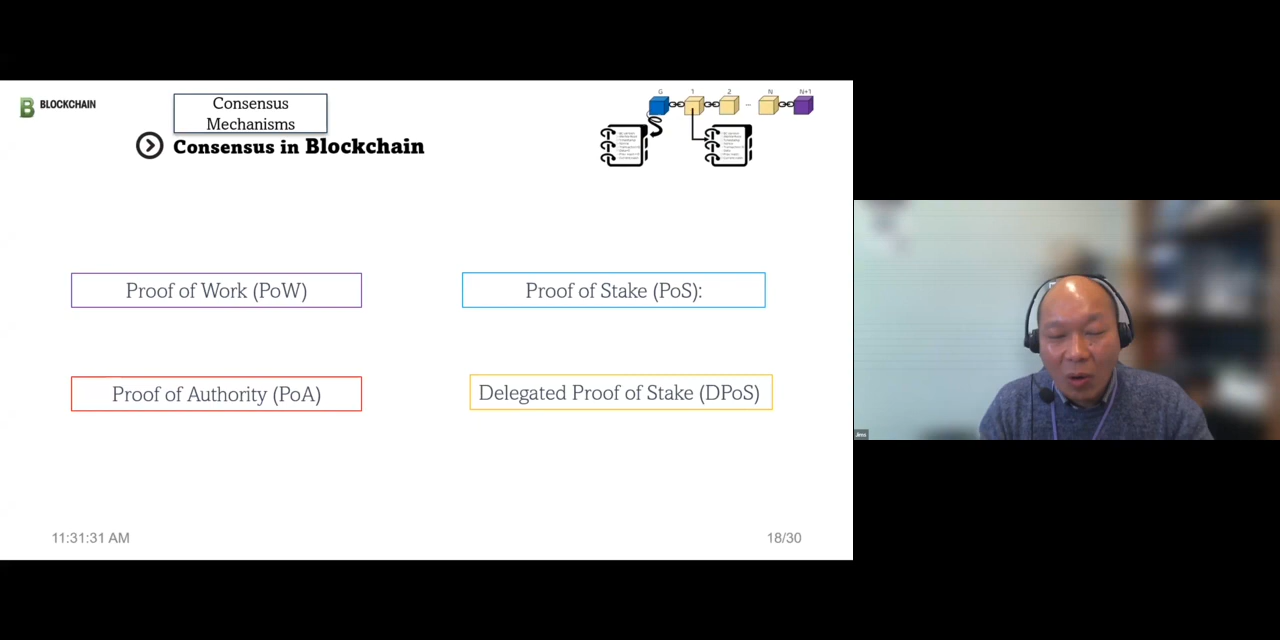 BLOCKCHAIN
Consensus
Mechanisms
Consensus in Blockchain
G 1 2 ... N N+1
Proof of Work (PoW)
Proof of Stake (PoS):
Proof of Authority (PoA)
Delegated Proof of Stake (DPoS)
11:31:31 AM
18/30